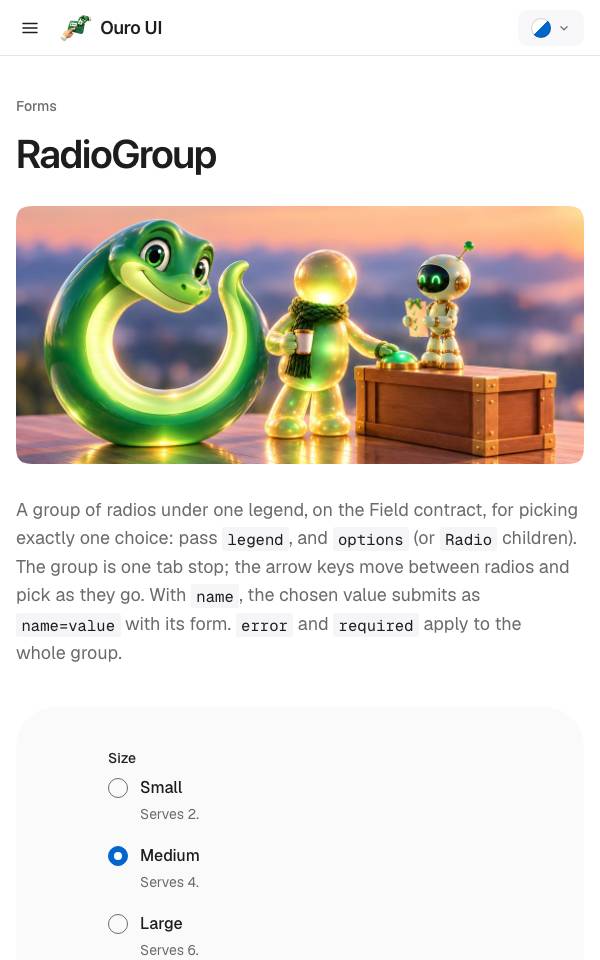 Ouro UI
Forms
RadioGroup
A group of radios under one legend, on the Field contract, for picking
exactly one choice: pass legend, and options (or Radio children).
The group is one tab stop; the arrow keys move between radios and
pick as they go. With name, the chosen value submits as
name=value with its form. error and required apply to the
whole group.
Size
Small
Serves 2.
Medium
Serves 4.
Large
Serves 6.